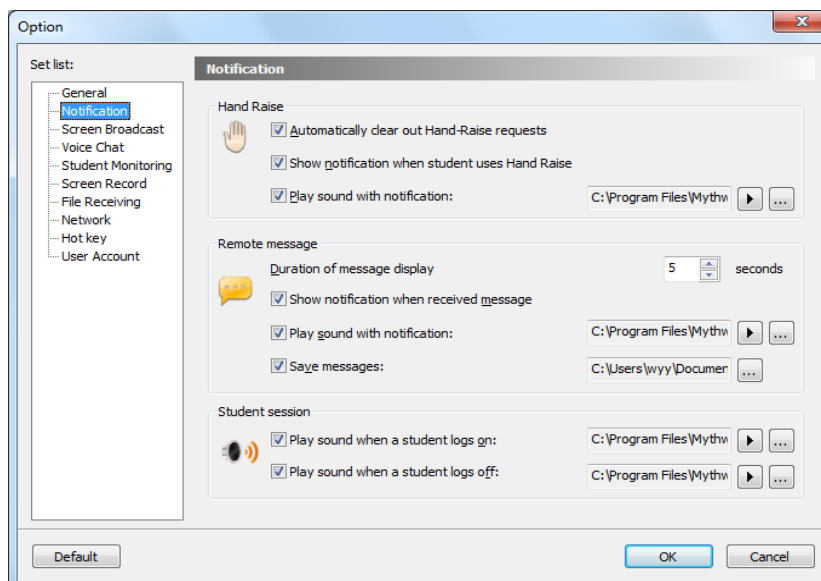 Option
Set list:
General
Notification
Screen Broadcast
Voice Chat
Student Monitoring
Screen Record
File Receiving
Network
Hot key
User Account
Notification
Hand Raise
Automatically clear out Hand-Raise requests
Show notification when student uses Hand Raise
Play sound with notification: C:\Program Files\Mythw ...
Remote message
Duration of message display 5 seconds
Show notification when received message
Play sound with notification: C:\Program Files\Mythw ...
Save messages: C:\Users\wyy\Documen ...
Student session
Play sound when a student logs on: C:\Program Files\Mythw ...
Play sound when a student logs off: C:\Program Files\Mythw ...
Default OK Cancel